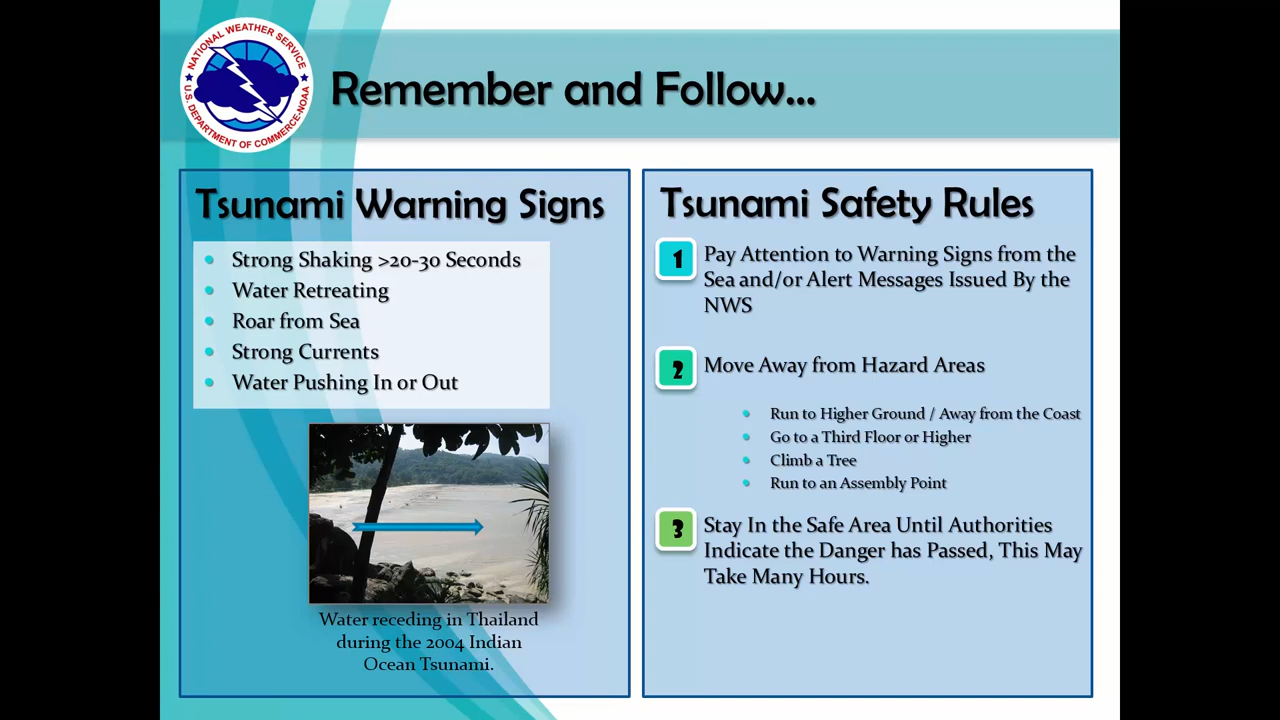 NATIONAL WEATHER SERVICE
U.S. DEPARTMENT OF COMMERCE-NOAA
Remember and Follow...
Tsunami Warning Signs
Strong Shaking >20-30 Seconds
Water Retreating
Roar from Sea
Strong Currents
Water Pushing In or Out
Water receding in Thailand
during the 2004 Indian
Ocean Tsunami.
Tsunami Safety Rules
1 Pay Attention to Warning Signs from the
Sea and/or Alert Messages Issued By the
NWS
2 Move Away from Hazard Areas
Run to Higher Ground / Away from the Coast
Go to a Third Floor or Higher
Climb a Tree
Run to an Assembly Point
3 Stay In the Safe Area Until Authorities
Indicate the Danger has Passed, This May
Take Many Hours.